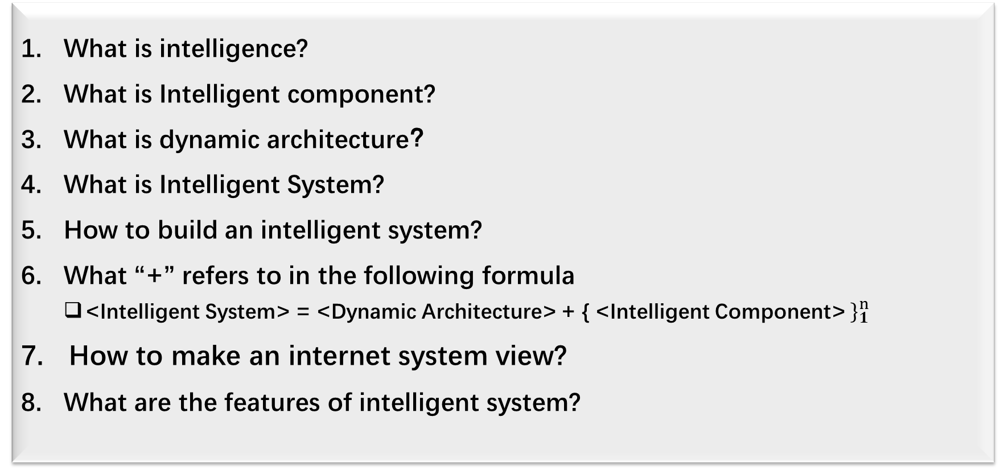 1. What is intelligence?
2. What is Intelligent component?
3. What is dynamic architecture?
4. What is Intelligent System?
5. How to build an intelligent system?
6. What “+” refers to in the following formula
❑ <Intelligent System> = <Dynamic Architecture> + { <Intelligent Component> }ⁿ₁
7. How to make an internet system view?
8. What are the features of intelligent system?